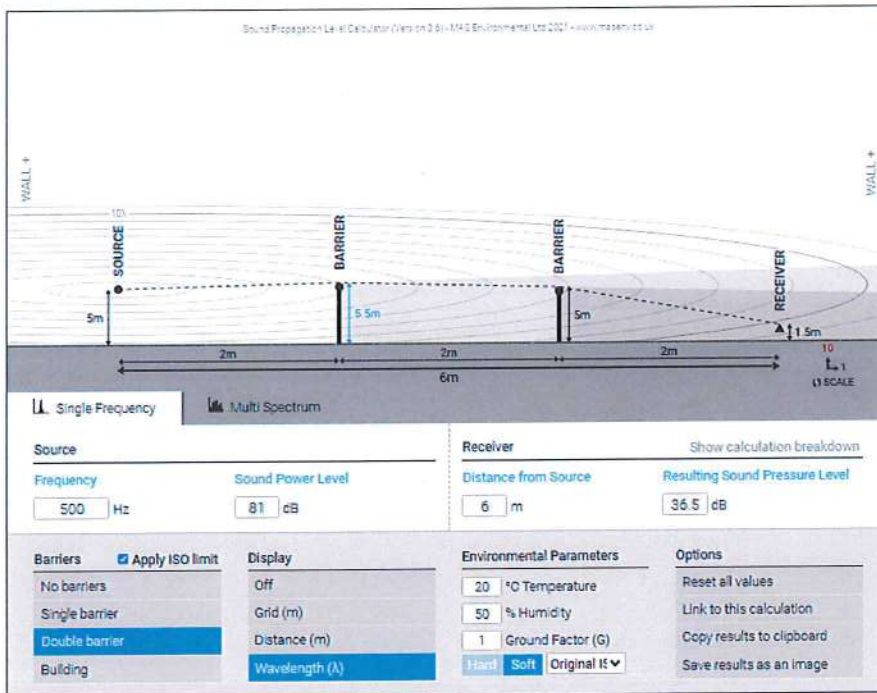 Sound Propagation Level Calculator (Version 3.6) - MAS Environmental Ltd 2021 - www.masenv.co.uk
WALL +
WALL +
10λ
SOURCE
BARRIER
BARRIER
RECEIVER
5m
5.5m
5m
1.5m
2m
2m
2m
6m
10
1
SCALE
Single Frequency
Multi Spectrum
Source
Frequency
Sound Power Level
500 Hz
81 dB
Receiver
Show calculation breakdown
Distance from Source
Resulting Sound Pressure Level
6 m
36.5 dB
Barriers
Apply ISO limit
No barriers
Single barrier
Double barrier
Building
Display
Off
Grid (m)
Distance (m)
Wavelength (λ)
Environmental Parameters
20 °C Temperature
50 % Humidity
1 Ground Factor (G)
Hard Soft Original IS
Options
Reset all values
Link to this calculation
Copy results to clipboard
Save results as an image